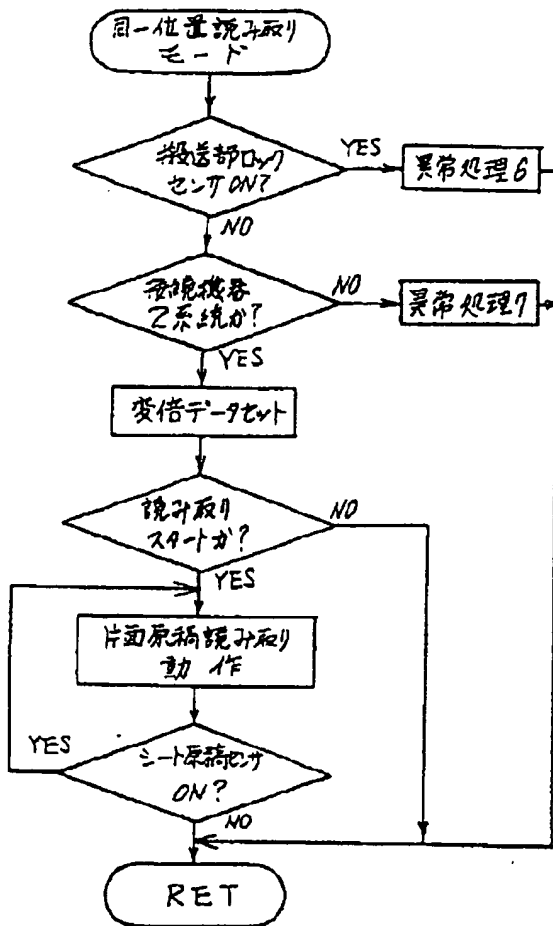 同一位置読み取り
モード
搬送部ロック
センサON?
YES
異常処理6
NO
接続機器
2系統か?
NO
異常処理7
YES
変倍データセット
読み取り
スタートか?
NO
YES
片面原稿読み取り
動作
シート原稿センサ
ON?
YES
NO
RET